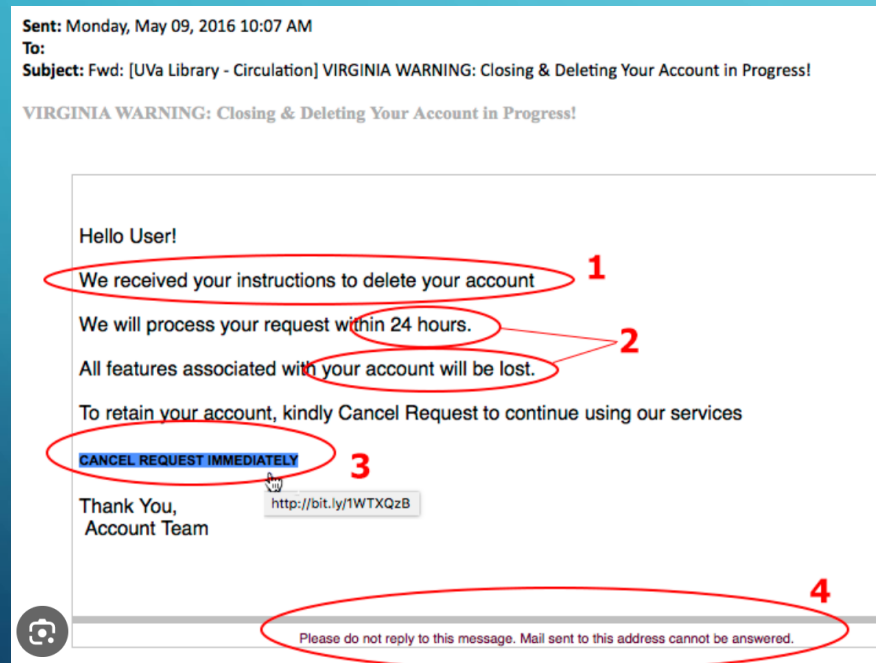 Sent: Monday, May 09, 2016 10:07 AM
To:
Subject: Fwd: [UVa Library - Circulation] VIRGINIA WARNING: Closing & Deleting Your Account in Progress!
VIRGINIA WARNING: Closing & Deleting Your Account in Progress!
Hello User!
We received your instructions to delete your account
1
We will process your request within 24 hours.
2
All features associated with your account will be lost.
To retain your account, kindly Cancel Request to continue using our services
CANCEL REQUEST IMMEDIATELY
3
http://bit.ly/1WTXQzB
Thank You,
Account Team
4
Please do not reply to this message. Mail sent to this address cannot be answered.